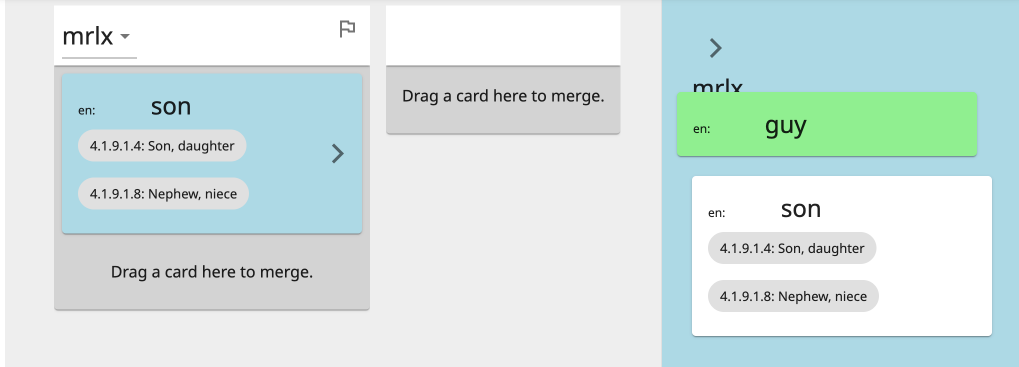 mrlx
en: son
4.1.9.1.4: Son, daughter
4.1.9.1.8: Nephew, niece
Drag a card here to merge.
Drag a card here to merge.
mrlx
en: guy
en: son
4.1.9.1.4: Son, daughter
4.1.9.1.8: Nephew, niece